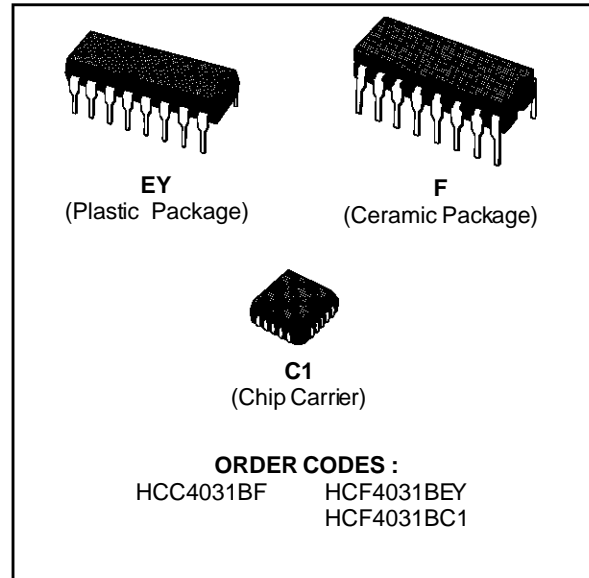 EY
(Plastic Package)
F
(Ceramic Package)
C1
(Chip Carrier)
ORDER CODES :
HCC4031BF HCF4031BEY
HCF4031BC1